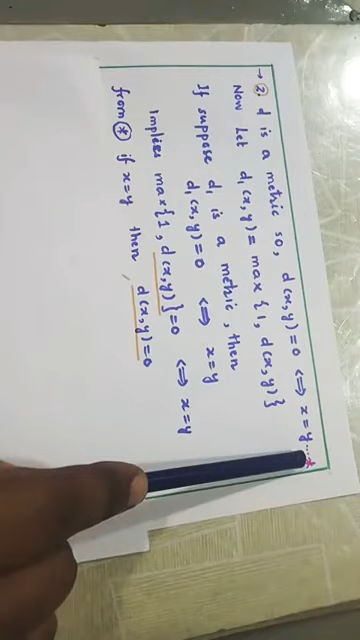 → ② d is a metric so, d(x,y)=0 <=> x=y ...*
Now Let d₁(x,y) = max{1, d(x,y)}
If suppose d₁ is a metric, then
d₁(x,y)=0 <=> x=y
Implies max{1, d(x,y)}=0 <=> x=y
from ⊛ if x=y then d(x,y)=0